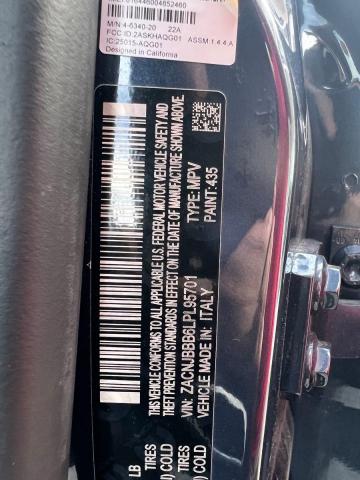 M/N:4-6340-20 22A
FCC ID:2ASKHAQG01 ASSM 1.4.4 A
IC:25015-AQG01
Designed in California
THIS VEHICLE CONFORMS TO ALL APPLICABLE U.S. FEDERAL MOTOR VEHICLE SAFETY AND
THEFT PREVENTION STANDARDS IN EFFECT ON THE DATE OF MANUFACTURE SHOWN ABOVE.
VIN: ZACNJBBB6LPL95701 TYPE: MPV
VEHICLE MADE IN: ITALY PAINT: 435
LB
TIRES
COLD
TIRES
COLD